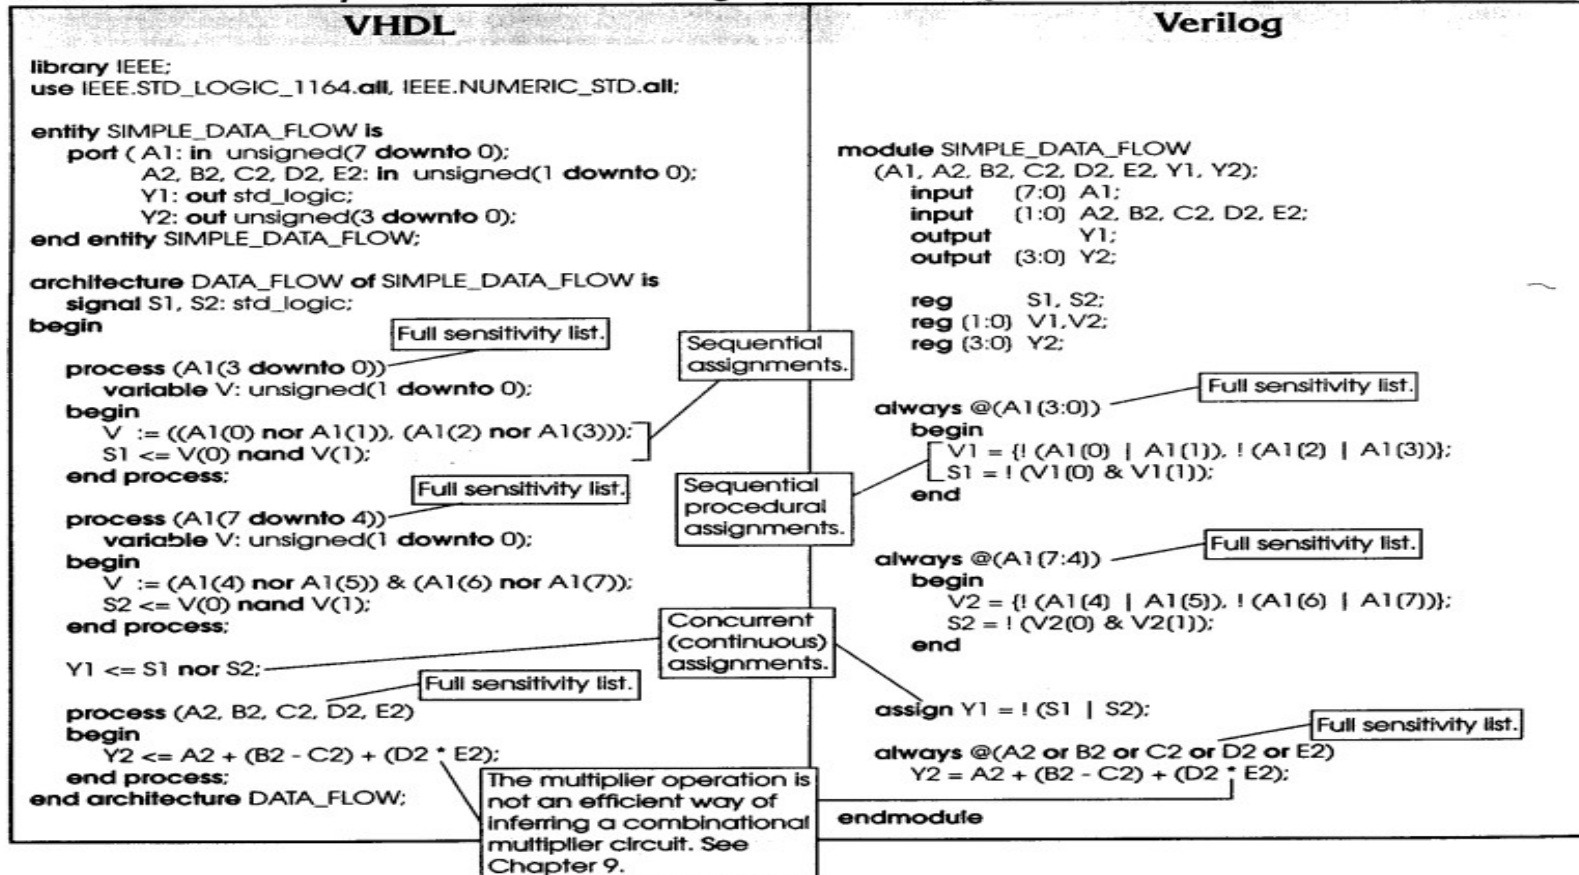 VHDL
library IEEE;
use IEEE.STD_LOGIC_1164.all, IEEE.NUMERIC_STD.all;
entity SIMPLE_DATA_FLOW is
port ( A1: in unsigned(7 downto 0);
A2, B2, C2, D2, E2: in unsigned(1 downto 0);
Y1: out std_logic;
Y2: out unsigned(3 downto 0);
end entity SIMPLE_DATA_FLOW;
architecture DATA_FLOW of SIMPLE_DATA_FLOW is
signal S1, S2: std_logic;
begin
Full sensitivity list.
process (A1(3 downto 0))
variable V: unsigned(1 downto 0);
begin
V := ((A1(0) nor A1(1)), (A1(2) nor A1(3)));
S1 <= V(0) nand V(1);
end process;
Sequential
assignments.
Full sensitivity list.
process (A1(7 downto 4))
variable V: unsigned(1 downto 0);
begin
V := (A1(4) nor A1(5)) & (A1(6) nor A1(7));
S2 <= V(0) nand V(1);
end process;
Y1 <= S1 nor S2;
Concurrent
(continuous)
assignments.
Full sensitivity list.
process (A2, B2, C2, D2, E2)
begin
Y2 <= A2 + (B2 - C2) + (D2 * E2);
end process;
end architecture DATA_FLOW;
The multiplier operation is
not an efficient way of
inferring a combinational
multiplier circuit. See
Chapter 9.
Verilog
module SIMPLE_DATA_FLOW
(A1, A2, B2, C2, D2, E2, Y1, Y2);
input (7:0) A1;
input (1:0) A2, B2, C2, D2, E2;
output Y1;
output (3:0) Y2;
reg S1, S2;
reg (1:0) V1,V2;
reg (3:0) Y2;
Full sensitivity list.
always @(A1(3:0))
begin
V1 = {! (A1(0) | A1(1)), ! (A1(2) | A1(3))};
S1 = ! (V1(0) & V1(1));
end
Sequential
procedural
assignments.
Full sensitivity list.
always @(A1(7:4))
begin
V2 = {! (A1(4) | A1(5)), ! (A1(6) | A1(7))};
S2 = ! (V2(0) & V2(1));
end
assign Y1 = ! (S1 | S2);
Full sensitivity list.
always @(A2 or B2 or C2 or D2 or E2)
Y2 = A2 + (B2 - C2) + (D2 * E2);
endmodule